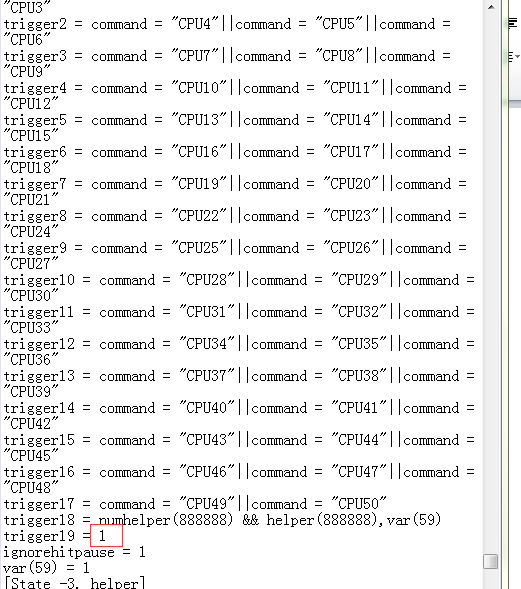 "CPU3"
trigger2 = command = "CPU4"||command = "CPU5"||command =
"CPU6"
trigger3 = command = "CPU7"||command = "CPU8"||command =
"CPU9"
trigger4 = command = "CPU10"||command = "CPU11"||command =
"CPU12"
trigger5 = command = "CPU13"||command = "CPU14"||command =
"CPU15"
trigger6 = command = "CPU16"||command = "CPU17"||command =
"CPU18"
trigger7 = command = "CPU19"||command = "CPU20"||command =
"CPU21"
trigger8 = command = "CPU22"||command = "CPU23"||command =
"CPU24"
trigger9 = command = "CPU25"||command = "CPU26"||command =
"CPU27"
trigger10 = command = "CPU28"||command = "CPU29"||command =
"CPU30"
trigger11 = command = "CPU31"||command = "CPU32"||command =
"CPU33"
trigger12 = command = "CPU34"||command = "CPU35"||command =
"CPU36"
trigger13 = command = "CPU37"||command = "CPU38"||command =
"CPU39"
trigger14 = command = "CPU40"||command = "CPU41"||command =
"CPU42"
trigger15 = command = "CPU43"||command = "CPU44"||command =
"CPU45"
trigger16 = command = "CPU46"||command = "CPU47"||command =
"CPU48"
trigger17 = command = "CPU49"||command = "CPU50"
trigger18 = numhelper(888888) && helper(888888),var(59)
trigger19 = 1
ignorehitpause = 1
var(59) = 1
[State -3, helper]